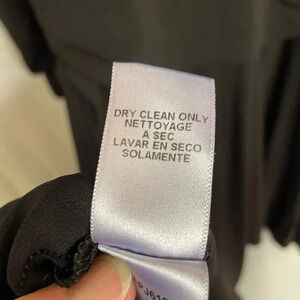 DRY CLEAN ONLY
NETTOYAGE
A SEC
LAVAR EN SECO
SOLAMENTE